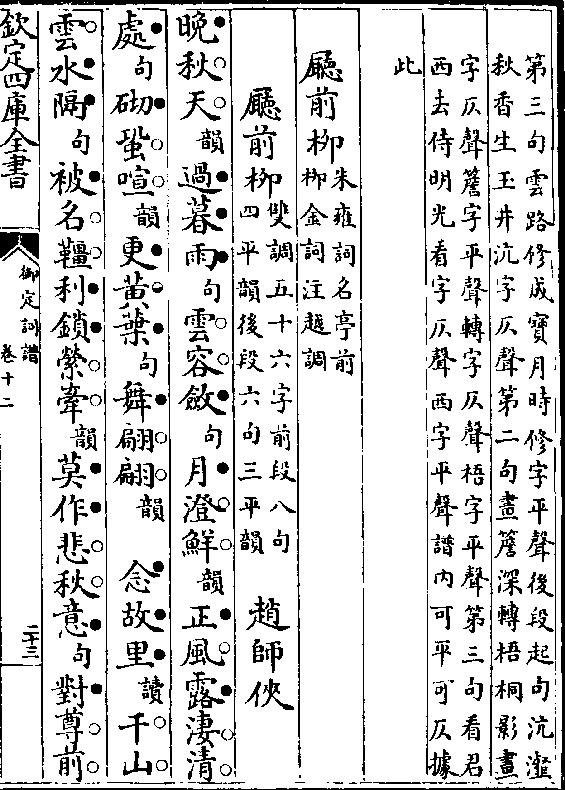 第三句雲路修成寶月時修字平聲後段起句沆瀣
秋香生玉井沆字仄聲第二句畫簷深轉梧桐影畫
字仄聲簷字平聲轉字仄聲梧字平聲第三句看君
西去侍明光看字仄聲西字平聲譜內可平可仄據
此
廳前柳朱雍詞名亭前
柳金詞注越調
廳前柳雙調五十六字前段八句
四平韻後段六句三平韻 趙師俠
晩秋天韻過暮雨句雲容斂句月澄鮮韻正風露淒清
處句砌蛩喧韻更黃葉句舞翩翩韻 念故里讀千山
雲水隔句被名韁利鎖縈牽韻莫作悲秋意句對尊前
欽定四庫全書
御定詞譜
卷十二
二十三